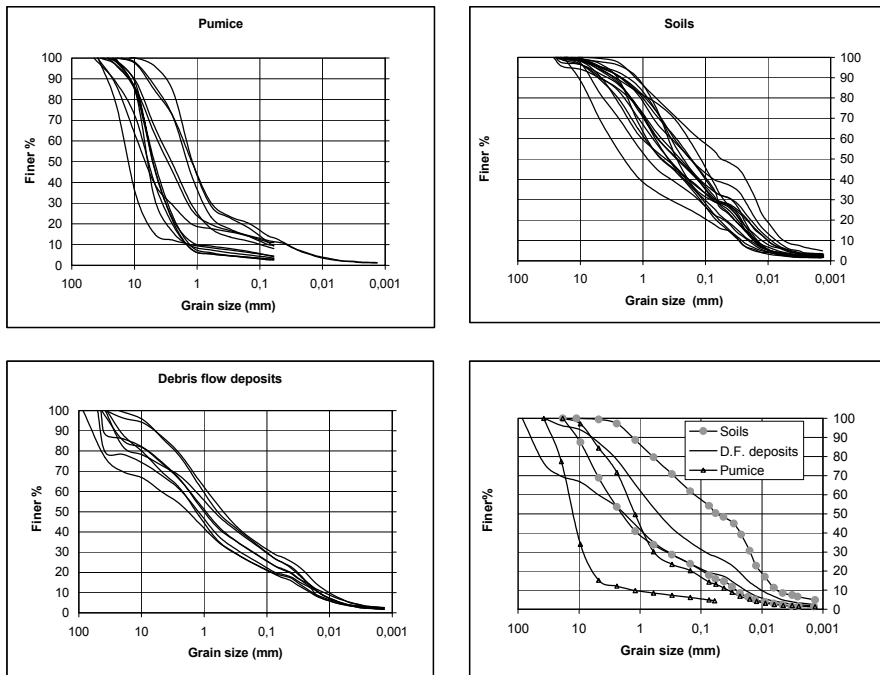 Pumice
100
90
80
70
60
50
40
30
20
10
0
Finer %
100 10 1 0,1 0,01 0,001
Grain size (mm)
Soils
100
90
80
70
60
50
40
30
20
10
0
Finer %
100 10 1 0,1 0,01 0,001
Grain size (mm)
Debris flow deposits
100
90
80
70
60
50
40
30
20
10
0
Finer %
100 10 1 0,1 0,01 0,001
Grain size (mm)
Soils
D.F. deposits
Pumice
100
90
80
70
60
50
40
30
20
10
0
Finer%
100 10 1 0,1 0,01 0,001
Grain size (mm)